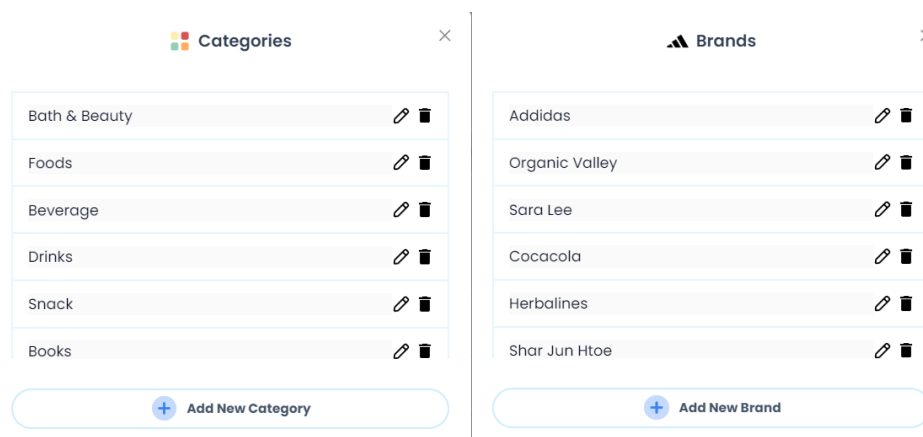 Categories
Bath & Beauty
Foods
Beverage
Drinks
Snack
Books
Add New Category
Brands
Addidas
Organic Valley
Sara Lee
Cocacola
Herbalines
Shar Jun Htoe
Add New Brand